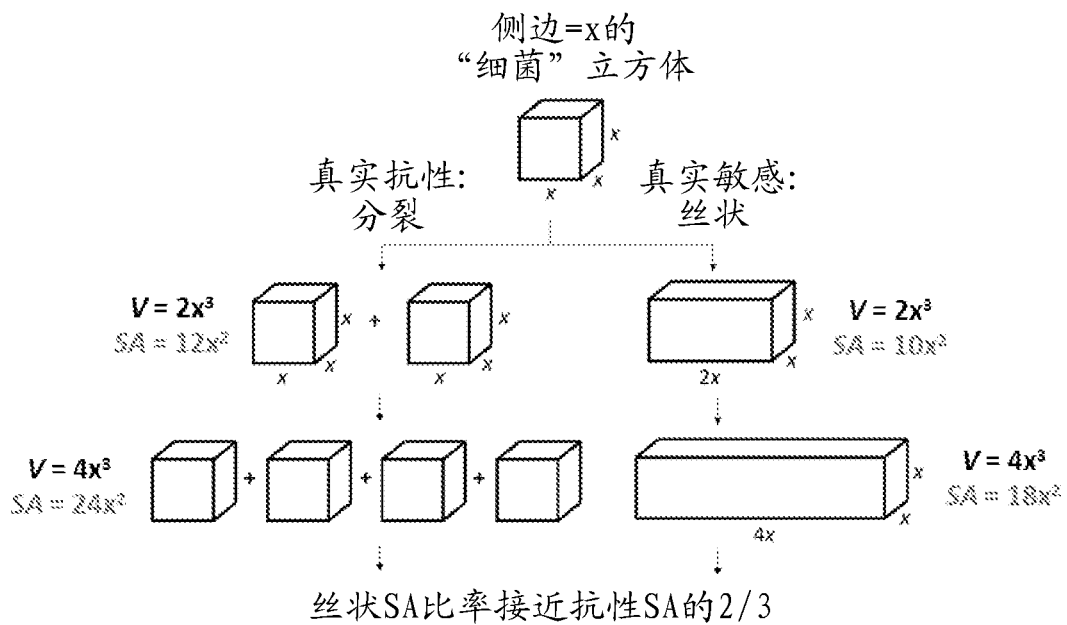 侧边=x的
“细菌” 立方体
x
x
x
真实抗性:
分裂
真实敏感:
丝状
V = 2x³
SA = 12x²
x
x
x
+
x
x
x
2x
x
x
V = 2x³
SA = 10x²
V = 4x³
SA = 24x²
+
+
+
4x
x
x
V = 4x³
SA = 18x²
丝状SA比率接近抗性SA的2/3